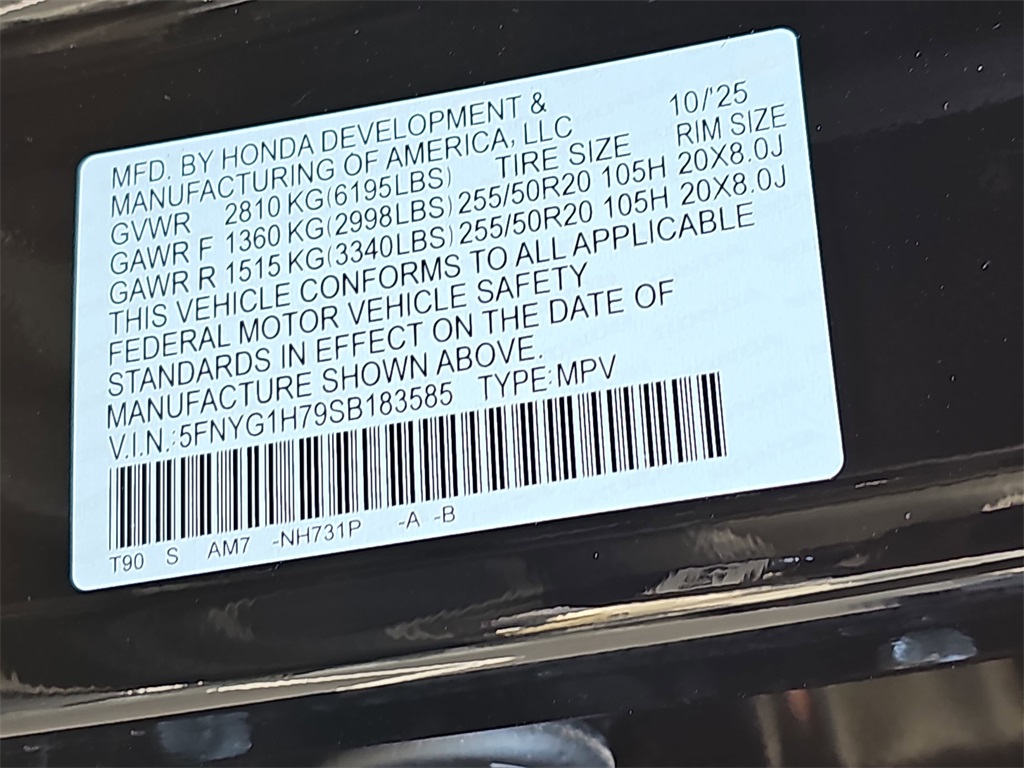 MFD. BY HONDA DEVELOPMENT & 10/'25
MANUFACTURING OF AMERICA, LLC
GVWR 2810 KG(6195LBS) TIRE SIZE RIM SIZE
GAWR F 1360 KG(2998LBS) 255/50R20 105H 20X8.0J
GAWR R 1515 KG(3340LBS) 255/50R20 105H 20X8.0J
THIS VEHICLE CONFORMS TO ALL APPLICABLE
FEDERAL MOTOR VEHICLE SAFETY
STANDARDS IN EFFECT ON THE DATE OF
MANUFACTURE SHOWN ABOVE.
V.I.N.:5FNYG1H79SB183585 TYPE:MPV
T90 S AM7 -NH731P -A -B